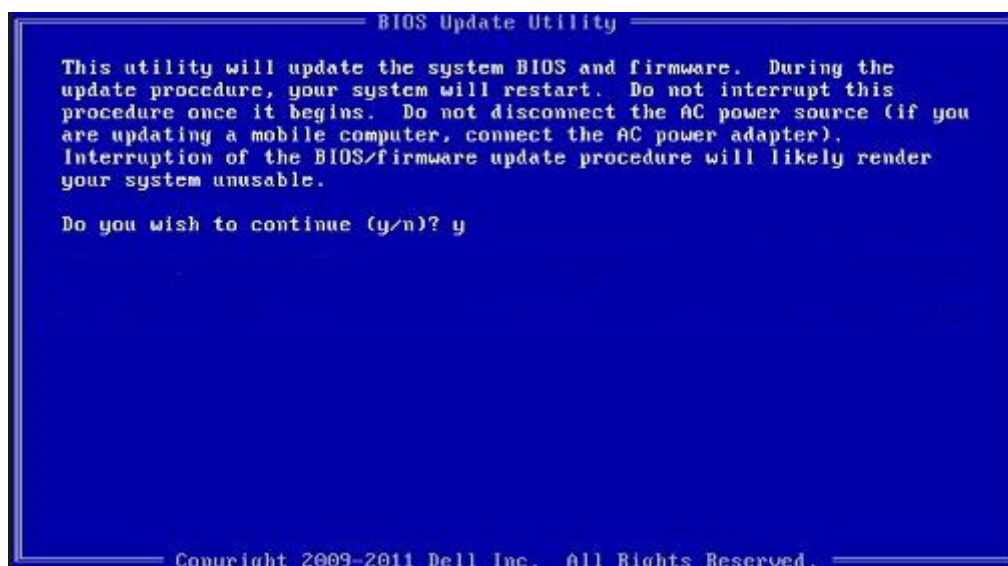 BIOS Update Utility
This utility will update the system BIOS and firmware. During the
update procedure, your system will restart. Do not interrupt this
procedure once it begins. Do not disconnect the AC power source (if you
are updating a mobile computer, connect the AC power adapter).
Interruption of the BIOS/firmware update procedure will likely render
your system unusable.
Do you wish to continue (y/n)? y
Copyright 2009-2011 Dell Inc. All Rights Reserved.